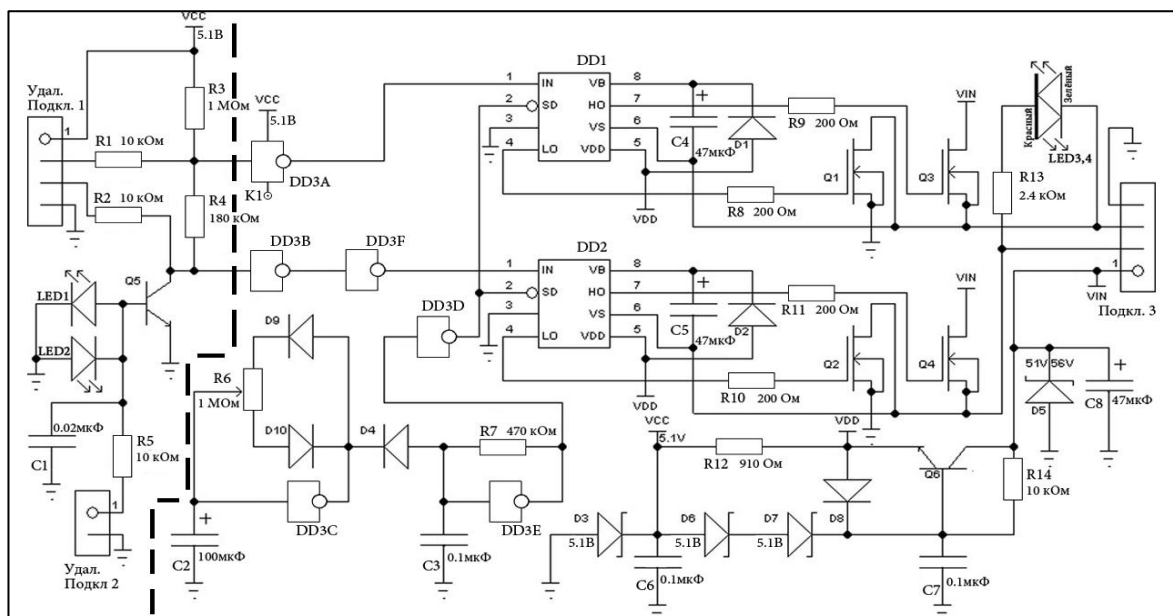 VCC
5.1В
Удал.
Подкл. 1
1
R3
1 МОм
R1 10 кОм
R2 10 кОм
R4
180 кОм
VCC
5.1В
DD3A
K1
DD3B
DD3F
DD3D
Q5
LED1
LED2
0.02мкФ
C1
R5
10 кОм
1
Удал.
Подкл 2
D9
R6
1 МОм
D10
D4
DD3C
C2
100мкФ
R7 470 кОм
DD3E
C3
0.1мкФ
DD1
1 IN VB 8
2 SD HO 7
3 VS 6
4 LO VDD 5
C4
47мкФ
D1
VDD
R9
200 Ом
R8
200 Ом
Q1
Q3
VIN
Красный
Зелёный
LED3,4
R13
2.4 кОм
1
VIN
Подкл. 3
DD2
1 IN VB 8
2 SD HO 7
3 VS 6
4 LO VDD 5
C5
47мкФ
D2
VDD
R11
200 Ом
R10
200 Ом
Q2
Q4
VIN
51V 56V
D5
C8
47мкФ
VCC
5.1V
R12 910 Ом
VDD
Q6
R14
10 кОм
D3
5.1В
D6
5.1В
D7
5.1В
D8
C6
0.1мкФ
C7
0.1мкФ